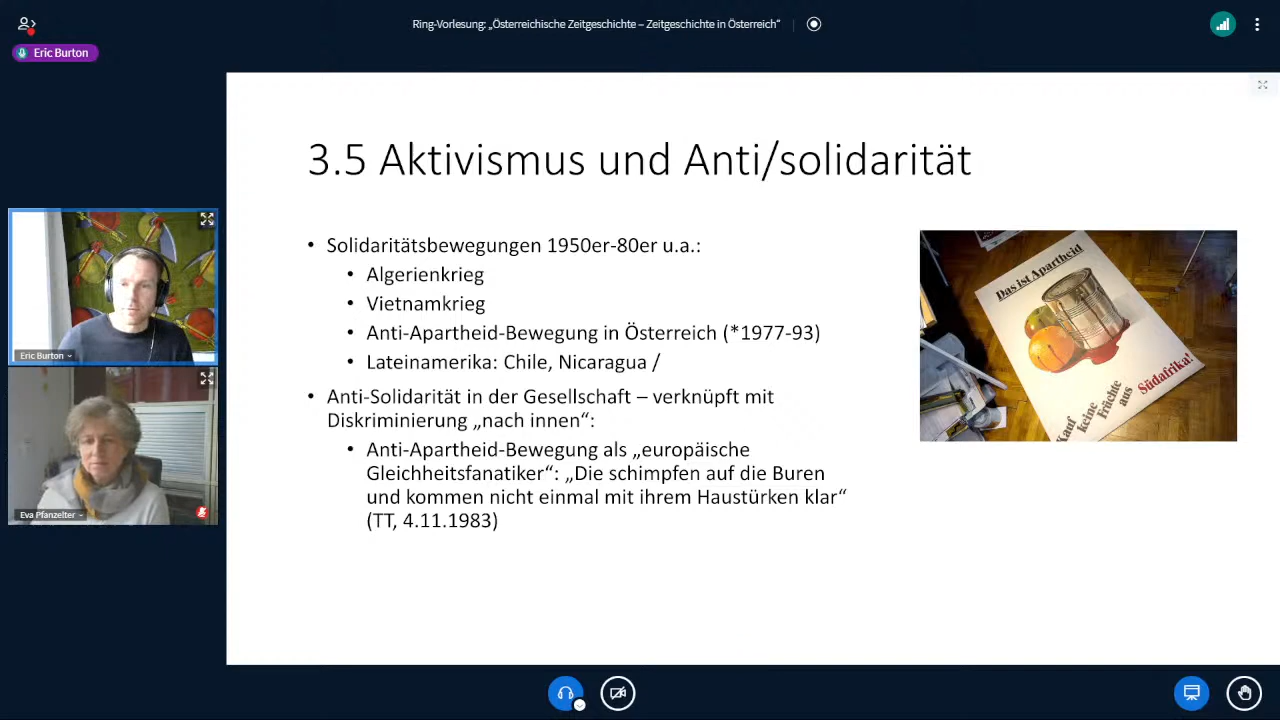 Ring-Vorlesung: „Österreichische Zeitgeschichte – Zeitgeschichte in Österreich“
Eric Burton
3.5 Aktivismus und Anti/solidarität
• Solidaritätsbewegungen 1950er-80er u.a.:
• Algerienkrieg
• Vietnamkrieg
• Anti-Apartheid-Bewegung in Österreich (*1977-93)
• Lateinamerika: Chile, Nicaragua /
• Anti-Solidarität in der Gesellschaft – verknüpft mit
Diskriminierung „nach innen“:
• Anti-Apartheid-Bewegung als „europäische
Gleichheitsfanatiker“: „Die schimpfen auf die Buren
und kommen nicht einmal mit ihrem Haustürken klar“
(TT, 4.11.1983)
Das ist Apartheid
Kauf
keine
Früchte
aus
Südafrika!
Eric Burton
Eva Pfanzelter